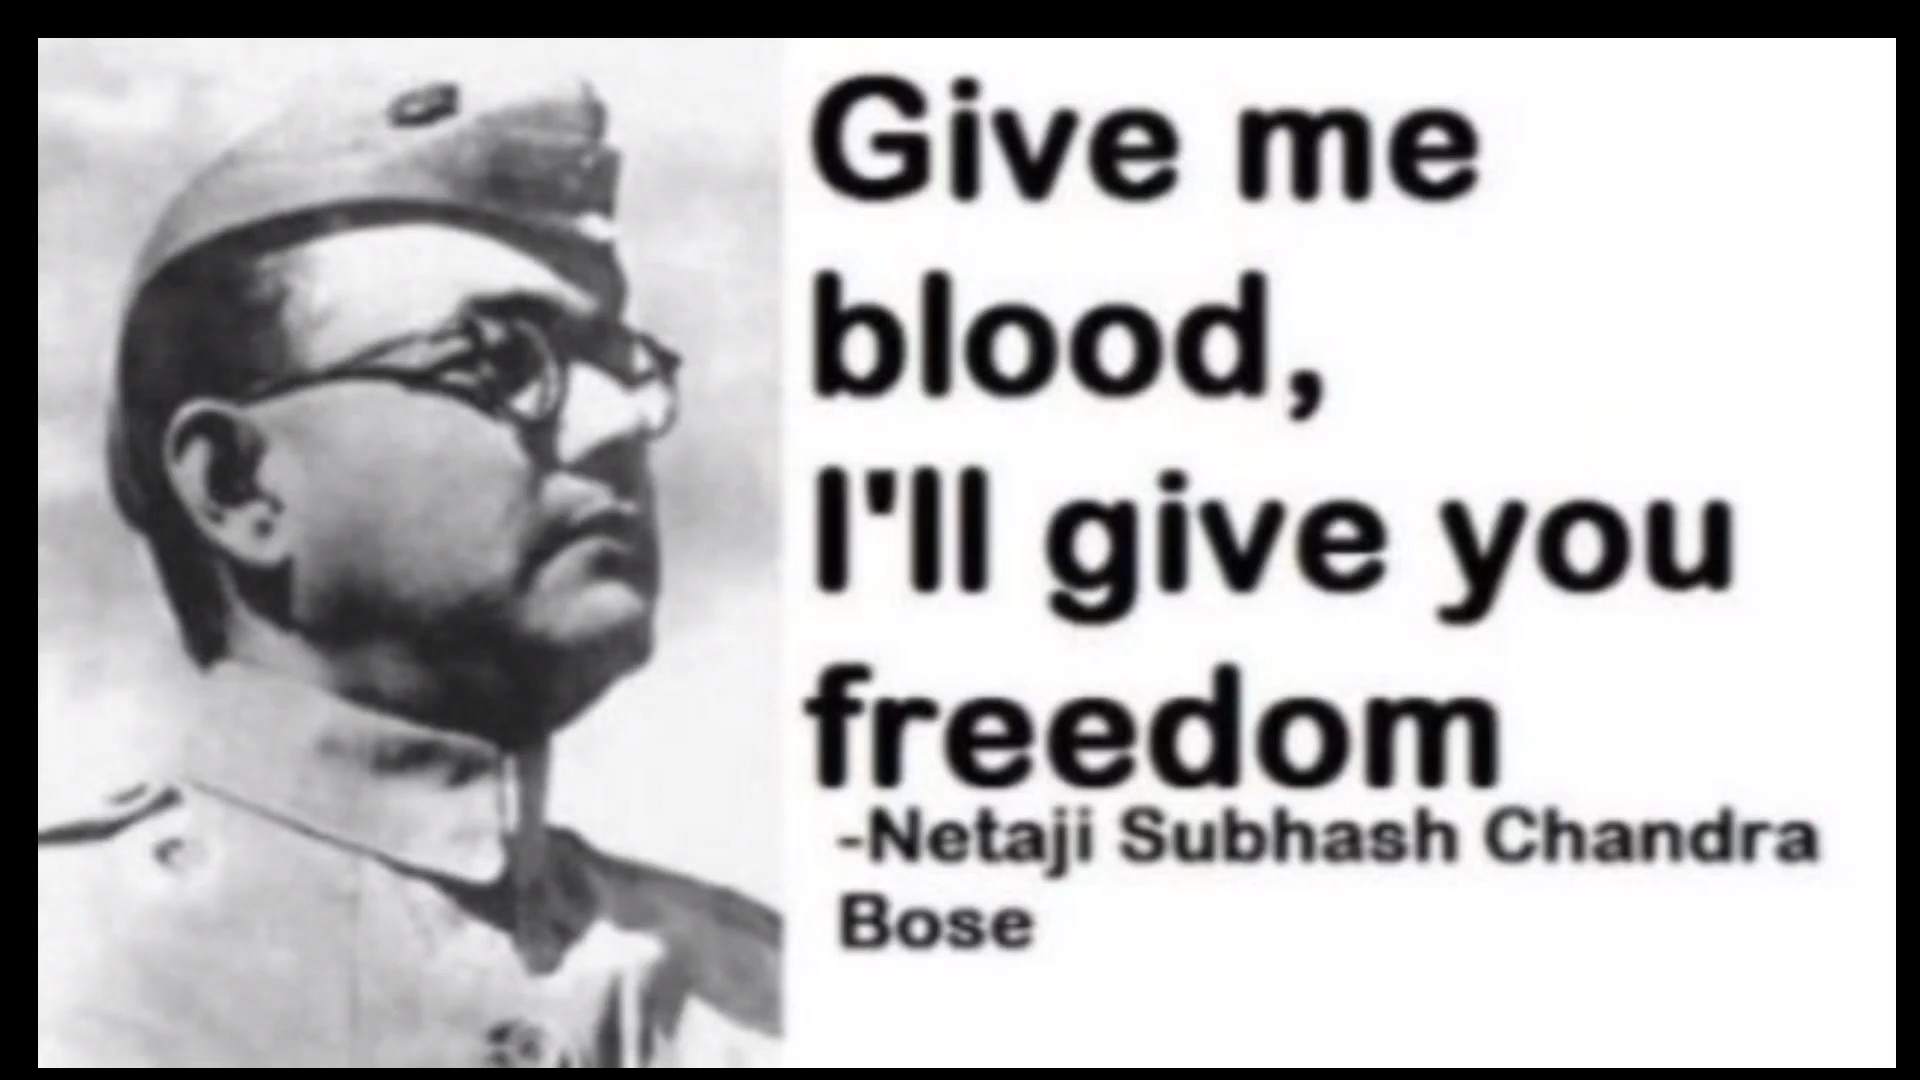 Give me
blood,
I'll give you
freedom
-Netaji Subhash Chandra
Bose